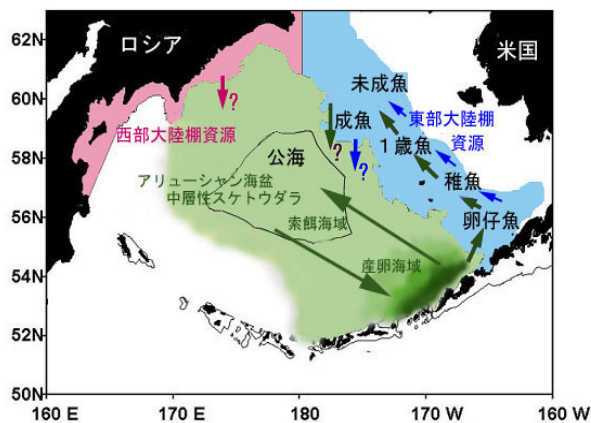 62N
60N
58N
56N
54N
52N
50N
ロシア
米国
未成魚
成魚
東部大陸棚
資源
?
西部大陸棚資源
１歳魚
?
?
公海
稚魚
アリューシャン海盆
中層性スケトウダラ
卵仔魚
索餌海域
産卵海域
160 E
170 E
180
170 W
160 W